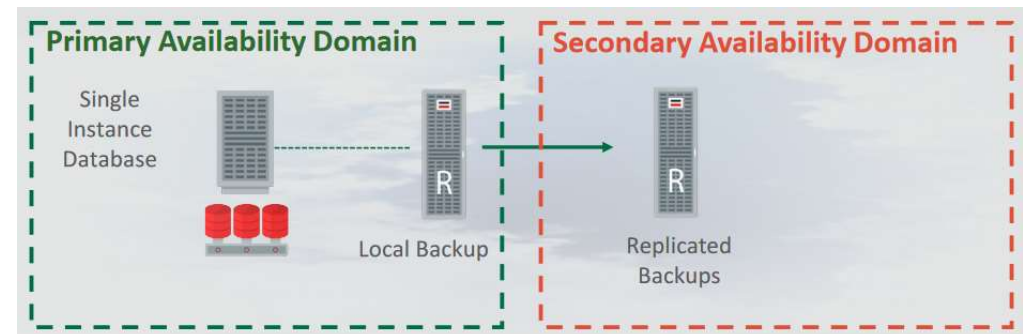 Primary Availability Domain
Secondary Availability Domain
Single
Instance
Database
R
Local Backup
R
Replicated
Backups